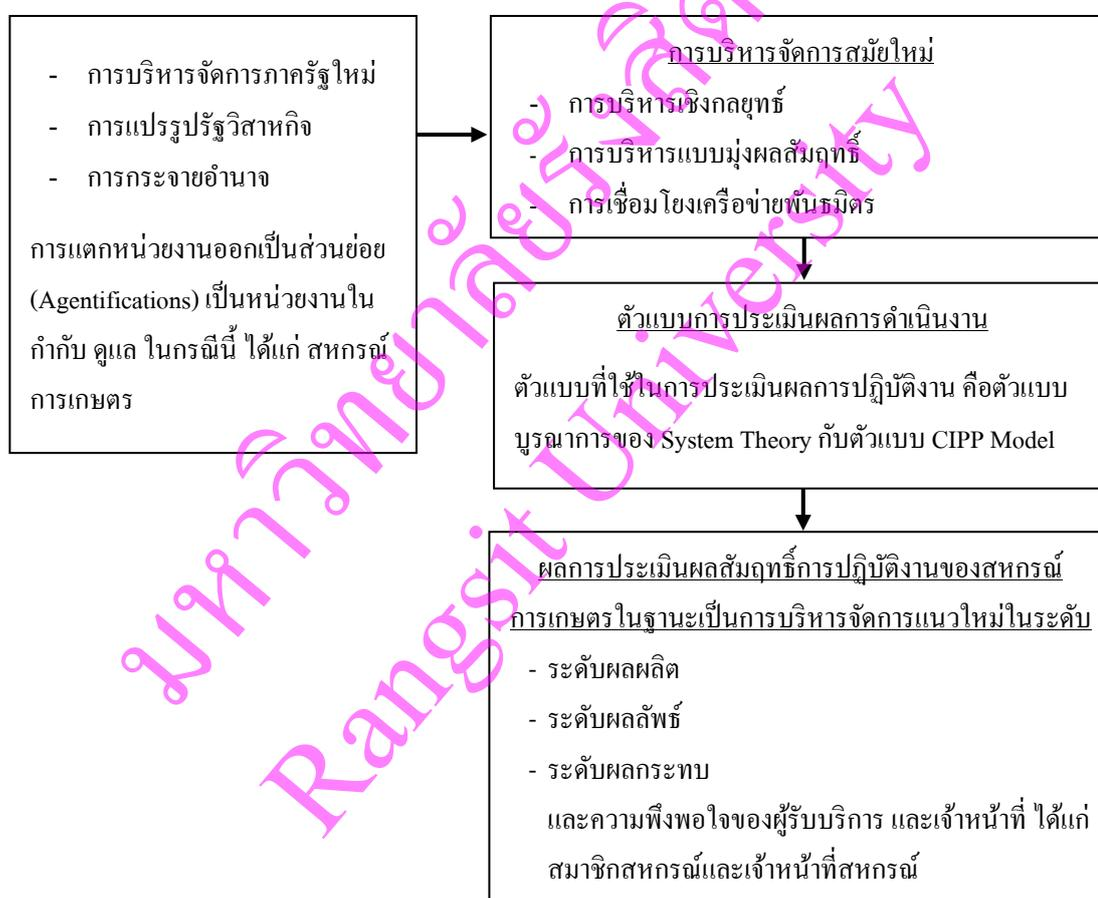 - การบริหารจัดการภาครัฐใหม่
- การแปรรูปรัฐวิสาหกิจ
- การกระจายอำนาจ
การแตกหน่วยงานออกเป็นส่วนย่อย
(Agentifications) เป็นหน่วยงานใน
กำกับ ดูแล ในกรณีนี้ ได้แก่ สหกรณ์
การเกษตร
การบริหารจัดการสมัยใหม่
- การบริหารเชิงกลยุทธ์
- การบริหารแบบมุ่งผลสัมฤทธิ์
- การเชื่อมโยงเครือข่ายพันธมิตร
ตัวแบบการประเมินผลการดำเนินงาน
ตัวแบบที่ใช้ในการประเมินผลการปฏิบัติงาน คือตัวแบบ
บูรณาการของ System Theory กับตัวแบบ CIPP Model
ผลการประเมินผลสัมฤทธิ์การปฏิบัติงานของสหกรณ์
การเกษตรในฐานะเป็นการบริหารจัดการแนวใหม่ในระดับ
- ระดับผลผลิต
- ระดับผลลัพธ์
- ระดับผลกระทบ
และความพึงพอใจของผู้รับบริการ และเจ้าหน้าที่ ได้แก่
สมาชิกสหกรณ์และเจ้าหน้าที่สหกรณ์
มหาวิทยาลัยรังสิต
Rangsit University